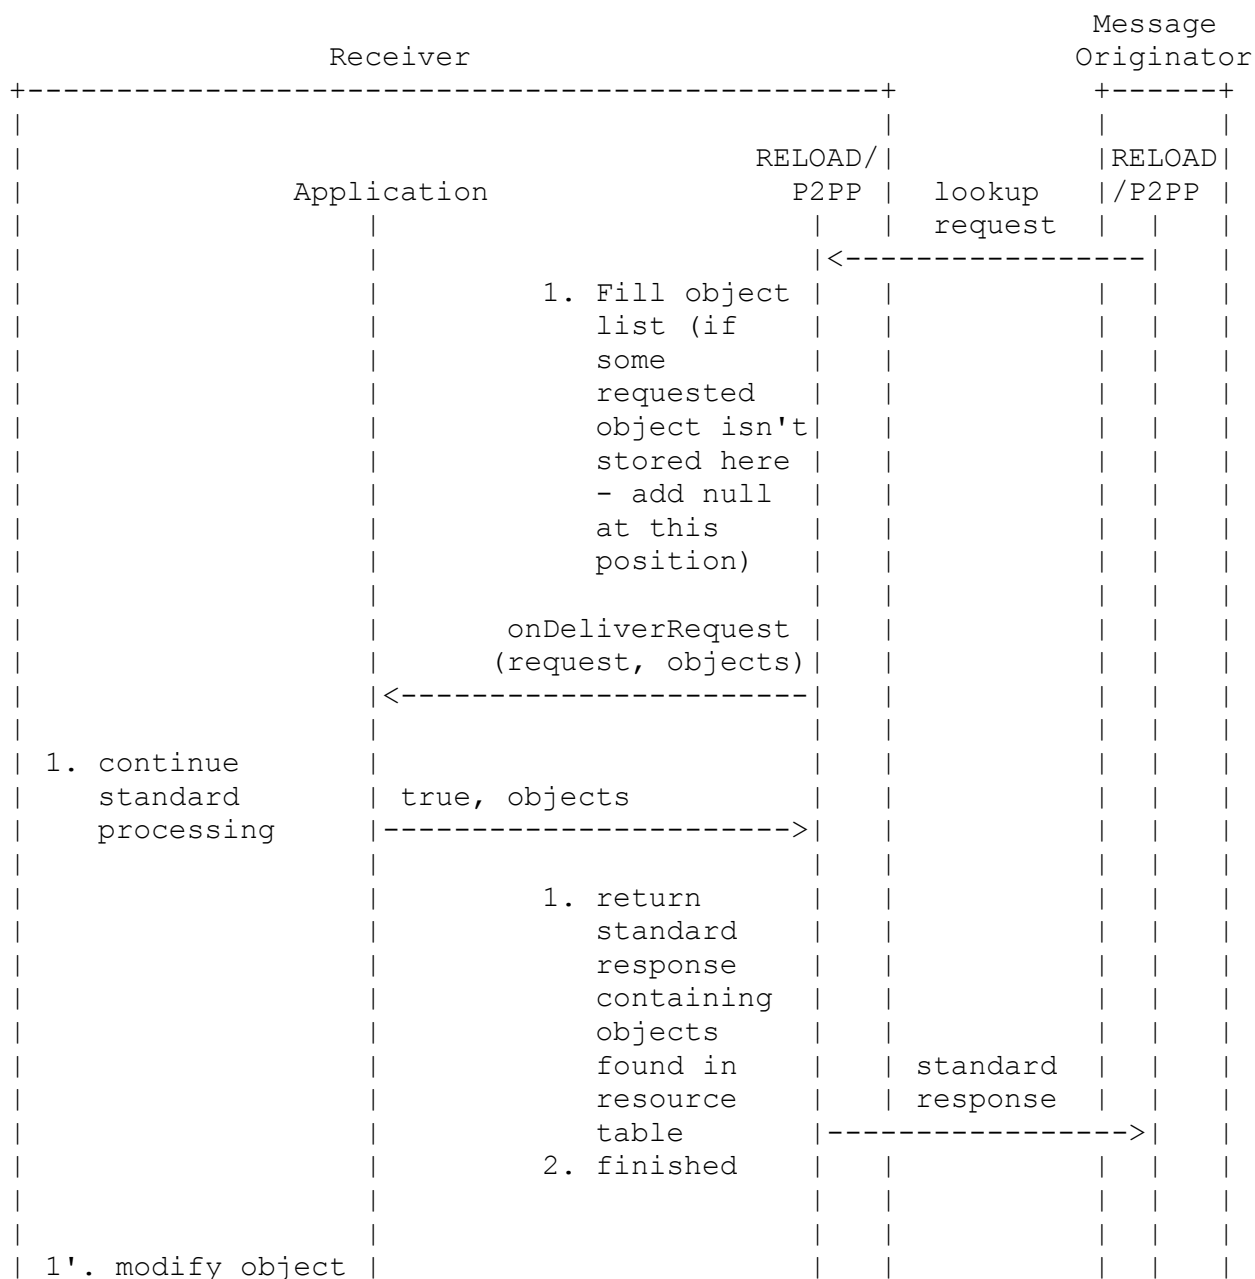 Message
                  Receiver                                  Originator
+------------------------------------------------+           +------+
|                                                |           |      |
|                                         RELOAD/|           |RELOAD|
|               Application                 P2PP |  lookup   |/P2PP |
|                   |                        |   |  request  |  |   |
|                   |                        |<-----------------|   |
|                   |         1. Fill object |   |           |  |   |
|                   |            list (if    |   |           |  |   |
|                   |            some        |   |           |  |   |
|                   |            requested   |   |           |  |   |
|                   |            object isn't|   |           |  |   |
|                   |            stored here |   |           |  |   |
|                   |            - add null  |   |           |  |   |
|                   |            at this     |   |           |  |   |
|                   |            position)   |   |           |  |   |
|                   |                        |   |           |  |   |
|                   |       onDeliverRequest |   |           |  |   |
|                   |      (request, objects)|   |           |  |   |
|                   |<-----------------------|   |           |  |   |
|                   |                        |   |           |  |   |
| 1. continue       |                        |   |           |  |   |
|    standard       | true, objects          |   |           |  |   |
|    processing     |----------------------->|   |           |  |   |
|                   |                        |   |           |  |   |
|                   |         1. return      |   |           |  |   |
|                   |            standard    |   |           |  |   |
|                   |            response    |   |           |  |   |
|                   |            containing  |   |           |  |   |
|                   |            objects     |   |           |  |   |
|                   |            found in    |   | standard  |  |   |
|                   |            resource    |   | response  |  |   |
|                   |            table       |----------------->|   |
|                   |         2. finished    |   |           |  |   |
|                   |                        |   |           |  |   |
|                   |                        |   |           |  |   |
| 1'. modify object |                        |   |           |  |   |